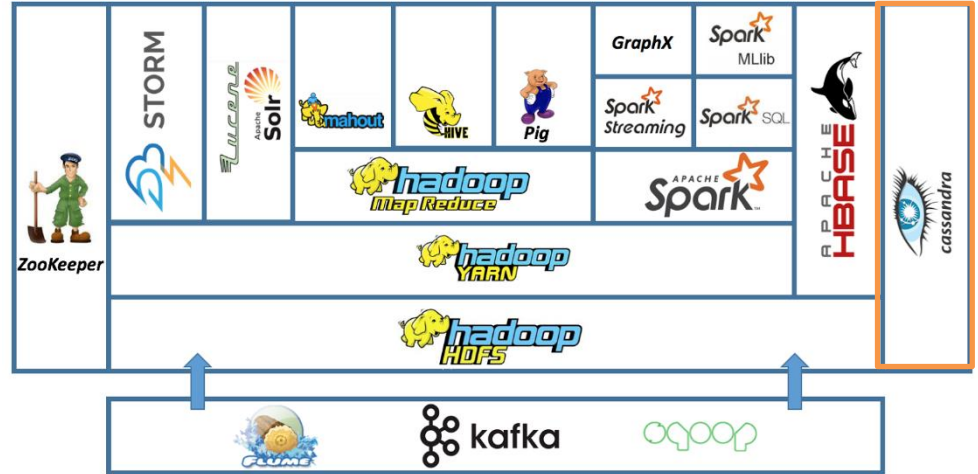 ZooKeeper
STORM
Lucene
Apache
Solr
mahout
HIVE
Pig
GraphX
Spark
MLlib
Spark
Streaming
Spark SQL
hadoop
Map Reduce
APACHE
Spark™
APACHE
HBASE
cassandra
hadoop
YARN
hadoop
HDFS
FLUME
kafka
sqoop